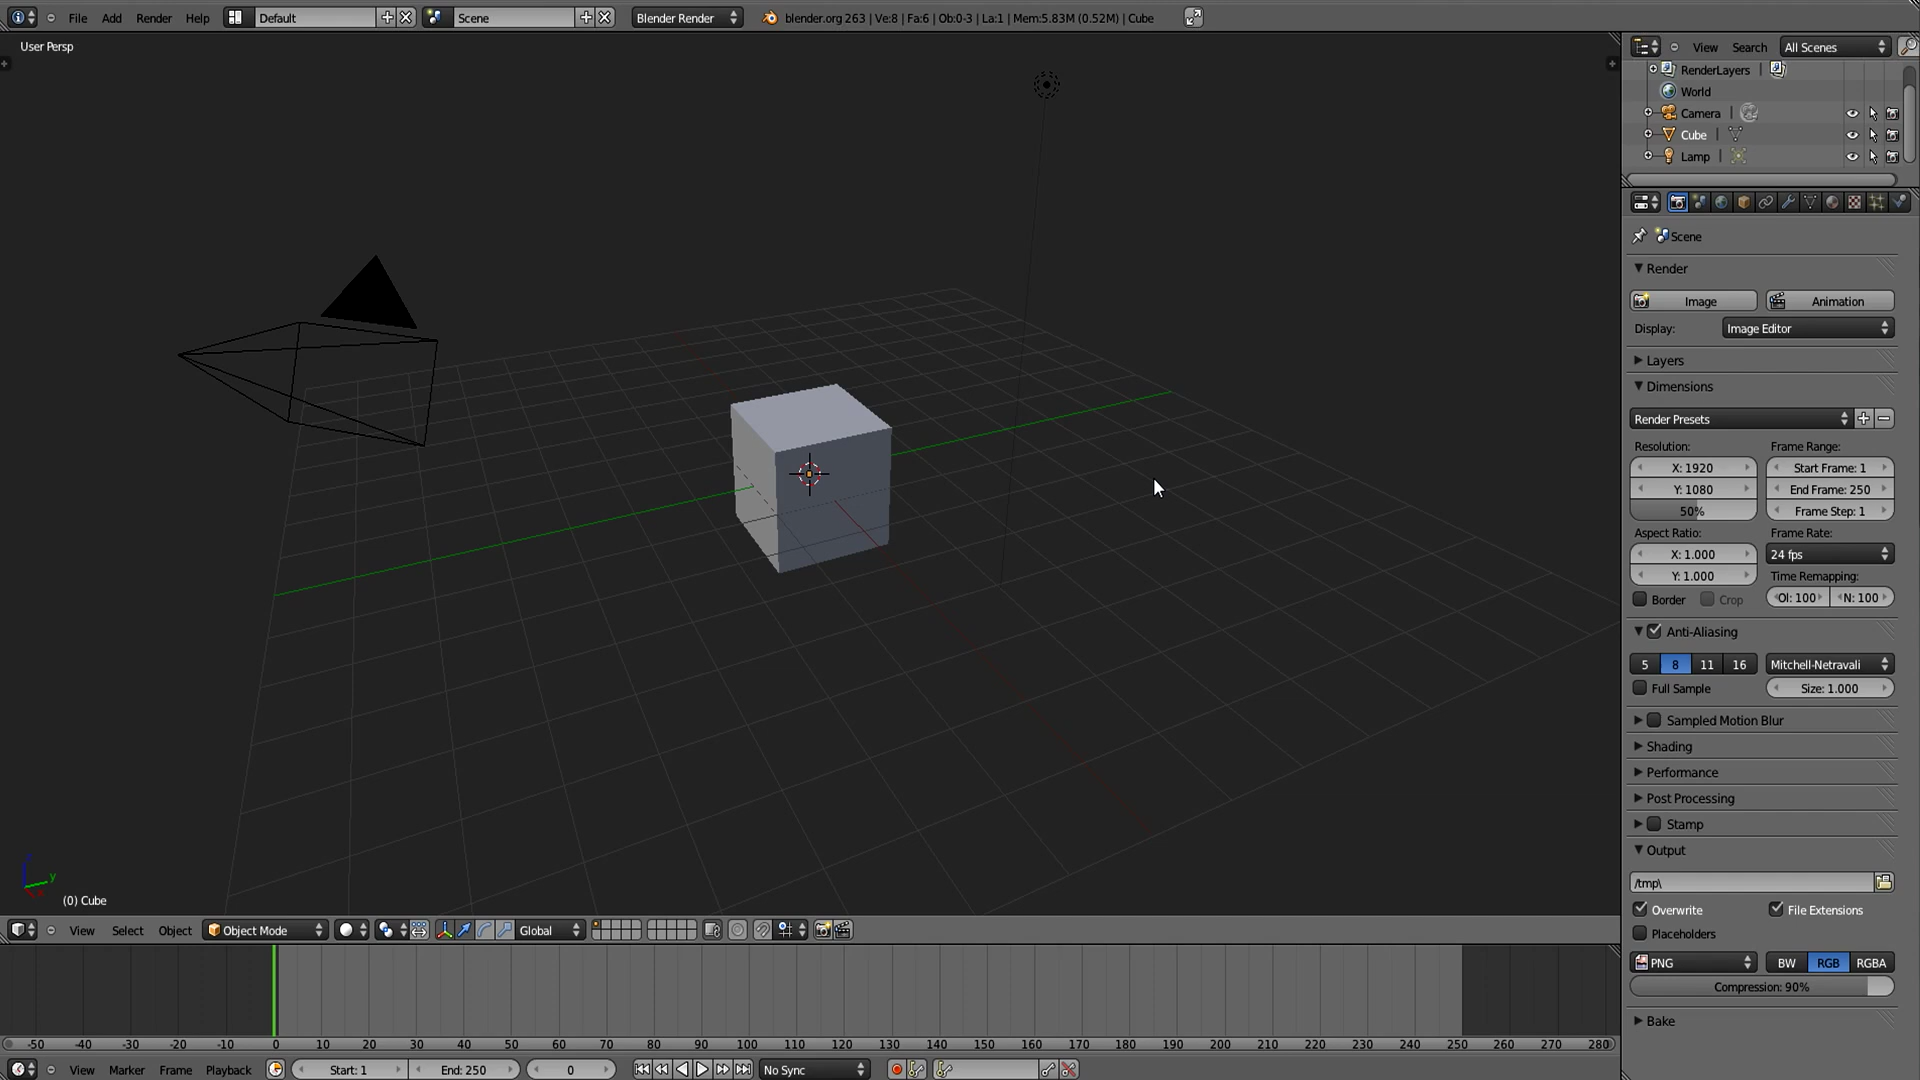 File Add Render Help Default Scene Blender Render blender.org 263 | Ve:8 | Fa:6 | Ob:0-3 | La:1 | Mem:5.83M (0.52M) | Cube
User Persp
(0) Cube
View Select Object Object Mode Global
-50 -40 -30 -20 -10 0 10 20 30 40 50 60 70 80 90 100 110 120 130 140 150 160 170 180 190 200 210 220 230 240 250 260 270 280
View Marker Frame Playback Start: 1 End: 250 0 No Sync
View Search All Scenes
RenderLayers |
World
Camera |
Cube |
Lamp |
Scene
Render
Image Animation
Display: Image Editor
Layers
Dimensions
Render Presets
Resolution: Frame Range:
X: 1920 Start Frame: 1
Y: 1080 End Frame: 250
50% Frame Step: 1
Aspect Ratio: Frame Rate:
X: 1.000 24 fps
Y: 1.000 Time Remapping:
Border Crop Ol: 100 N: 100
Anti-Aliasing
5 8 11 16 Mitchell-Netravali
Full Sample Size: 1.000
Sampled Motion Blur
Shading
Performance
Post Processing
Stamp
Output
/tmp\
Overwrite File Extensions
Placeholders
PNG BW RGB RGBA
Compression: 90%
Bake